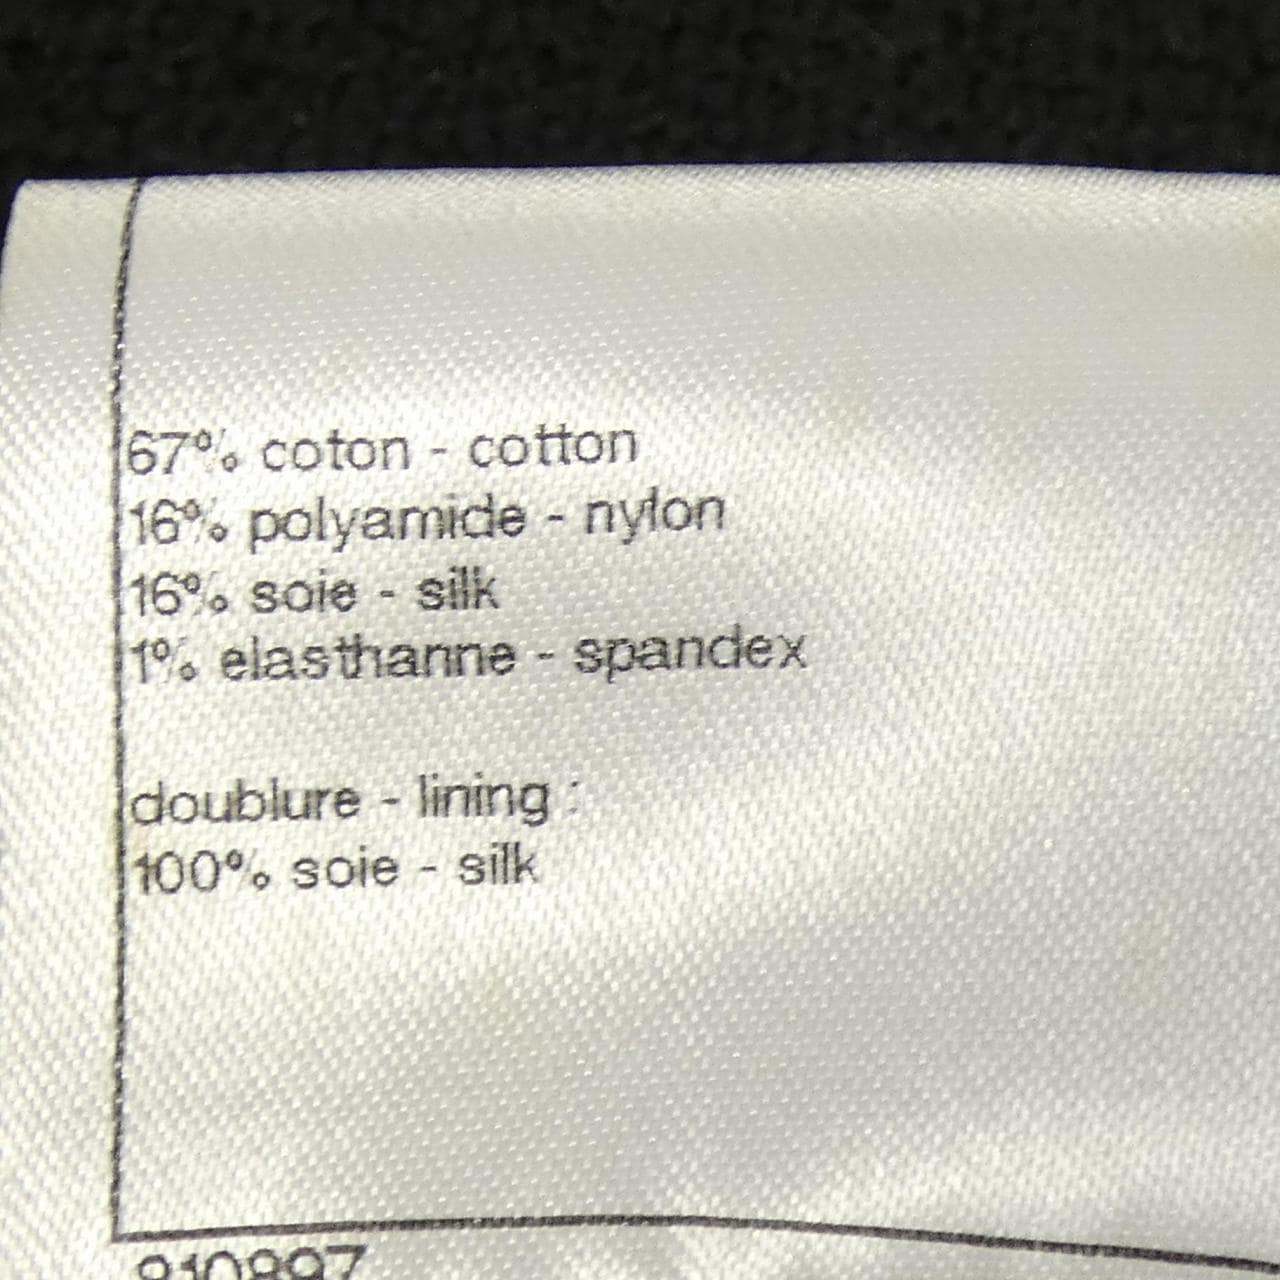 67% coton - cotton
16% polyamide - nylon
16% soie - silk
1% elasthanne - spandex
doublure - lining :
100% soie - silk